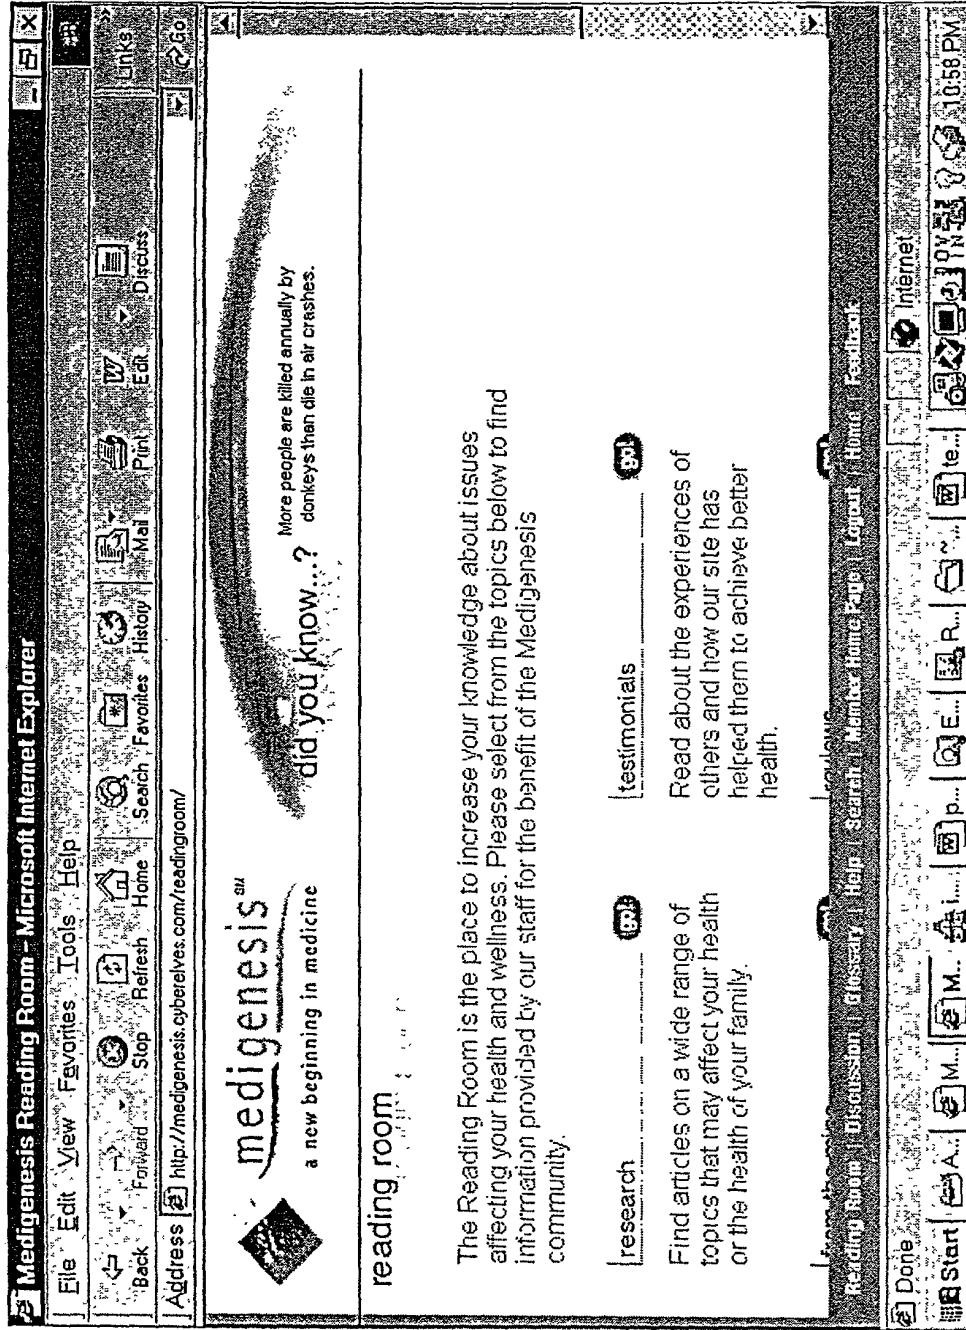 Medigenesis Reading Room - Microsoft Internet Explorer
File Edit View Favorites Tools Help
Back Forward Stop Refresh Home Search Favorites History Mail Print Edit Discuss Links »
Address http://medigenesis.cyberelves.com/readingroom/ Go
medigenesis SM
a new beginning in medicine
did you know...?
More people are killed annually by
donkeys than die in air crashes.
reading room
The Reading Room is the place to increase your knowledge about issues
affecting your health and wellness. Please select from the topics below to find
information provided by our staff for the benefit of the Medigenesis
community.
research go!
Find articles on a wide range of
topics that may affect your health
or the health of your family.
testimonials go!
Read about the experiences of
others and how our site has
helped them to achieve better
health.
Reading Room | Discussion | Glossary | Help | Search | Member Home Page | Logout | Home | Feedback
Done Internet
Start A... M... M... i... p... E... R... ~... te... 10:58 PM